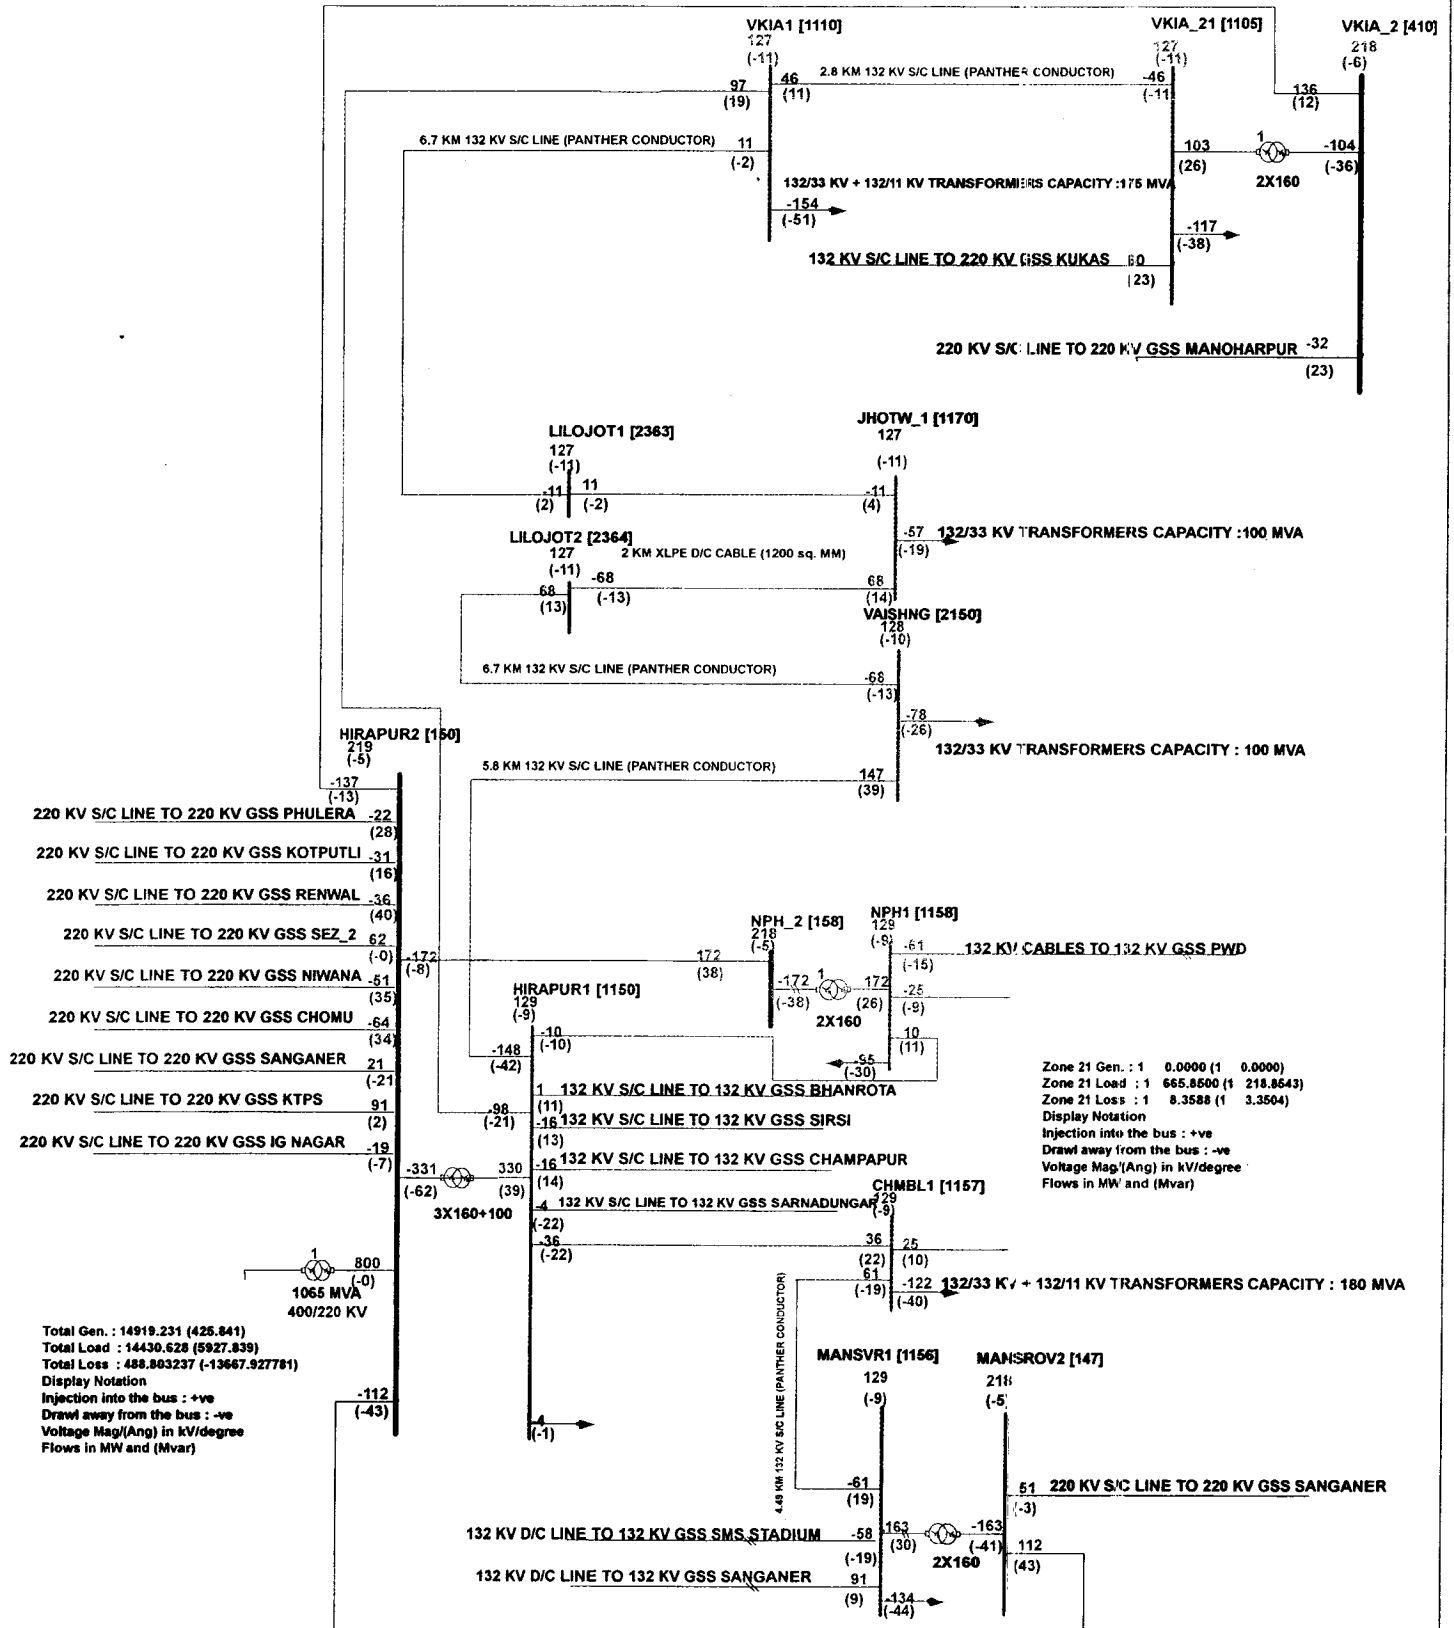 VKIA1 [1110]
127
(-11)
VKIA_21 [1105]
127
(-11)
VKIA_2 [410]
218
(-6)
97
(19)
46
(11)
2.8 KM 132 KV S/C LINE (PANTHER CONDUCTOR)
-46
(-11
136
(12)
6.7 KM 132 KV S/C LINE (PANTHER CONDUCTOR)
11
(-2)
103
(26)
1
2X160
-104
(-36)
132/33 KV + 132/11 KV TRANSFORMERS CAPACITY :175 MVA
-154
(-51)
-117
(-38)
132 KV S/C LINE TO 220 KV GSS KUKAS
60
(23)
220 KV S/C LINE TO 220 KV GSS MANOHARPUR
-32
(23)
LILOJOT1 [2363]
127
(-11)
JHOTW_1 [1170]
127
(-11)
-11
(2)
11
(-2)
-11
(4)
-57
(-19)
132/33 KV TRANSFORMERS CAPACITY :100 MVA
LILOJOT2 [2364]
127
(-11)
2 KM XLPE D/C CABLE (1200 sq. MM)
68
(13)
-68
(-13)
68
(14)
VAISHNG [2150]
128
(-10)
6.7 KM 132 KV S/C LINE (PANTHER CONDUCTOR)
-68
(-13)
-78
(-26)
132/33 KV TRANSFORMERS CAPACITY : 100 MVA
5.8 KM 132 KV S/C LINE (PANTHER CONDUCTOR)
147
(39)
HIRAPUR2 [150]
219
(-5)
-137
(-13)
220 KV S/C LINE TO 220 KV GSS PHULERA
-22
(28)
220 KV S/C LINE TO 220 KV GSS KOTPUTLI
-31
(16)
220 KV S/C LINE TO 220 KV GSS RENWAL
-36
(40)
220 KV S/C LINE TO 220 KV GSS SEZ_2
62
(-0)
-172
(-8)
220 KV S/C LINE TO 220 KV GSS NIWANA
-51
(35)
220 KV S/C LINE TO 220 KV GSS CHOMU
-64
(34)
220 KV S/C LINE TO 220 KV GSS SANGANER
21
(-21
220 KV S/C LINE TO 220 KV GSS KTPS
91
(2)
220 KV S/C LINE TO 220 KV GSS IG NAGAR
-19
(-7)
NPH_2 [158]
218
(-5)
NPH1 [1158]
129
(-9)
172
(38)
-172
(-38)
1
2X160
172
(26)
-61
(-15)
132 KV CABLES TO 132 KV GSS PWD
-25
(-9)
10
(11)
-95
(-30)
HIRAPUR1 [1150]
129
(-9)
-10
(-10)
-148
(-42)
1
(11)
132 KV S/C LINE TO 132 KV GSS BHANROTA
-98
(-21)
-16
(13)
132 KV S/C LINE TO 132 KV GSS SIRSI
-16
(14)
132 KV S/C LINE TO 132 KV GSS CHAMPAPUR
-4
(-22)
132 KV S/C LINE TO 132 KV GSS SARNADUNGAR
-36
(-22)
-331
(-62)
330
(39)
3X160+100
Zone 21 Gen. : 1 0.0000 (1 0.0000)
Zone 21 Load : 1 665.8500 (1 218.8543)
Zone 21 Loss : 1 8.3588 (1 3.3504)
Display Notation
Injection into the bus : +ve
Drawl away from the bus : -ve
Voltage Mag/(Ang) in kV/degree
Flows in MW and (Mvar)
CHMBL1 [1157]
129
(-9)
36
(22)
25
(10)
61
(-19)
-122
(-40)
132/33 KV + 132/11 KV TRANSFORMERS CAPACITY : 180 MVA
1
800
(-0)
1065 MVA
400/220 KV
Total Gen. : 14919.231 (425.841)
Total Load : 14430.628 (5927.839)
Total Loss : 488.803237 (-13667.927781)
Display Notation
Injection into the bus : +ve
Drawl away from the bus : -ve
Voltage Mag/(Ang) in kV/degree
Flows in MW and (Mvar)
-112
(-43)
-4
(-1)
4.49 KM 132 KV S/C LINE (PANTHER CONDUCTOR)
MANSVR1 [1156]
129
(-9)
MANSROV2 [147]
218
(-5)
-61
(19)
51
(-3)
220 KV S/C LINE TO 220 KV GSS SANGANER
132 KV D/C LINE TO 132 KV GSS SMS STADIUM
-58
(-19)
163
(30)
2X160
-163
(-41)
112
(43)
132 KV D/C LINE TO 132 KV GSS SANGANER
91
(9)
-134
(-44)